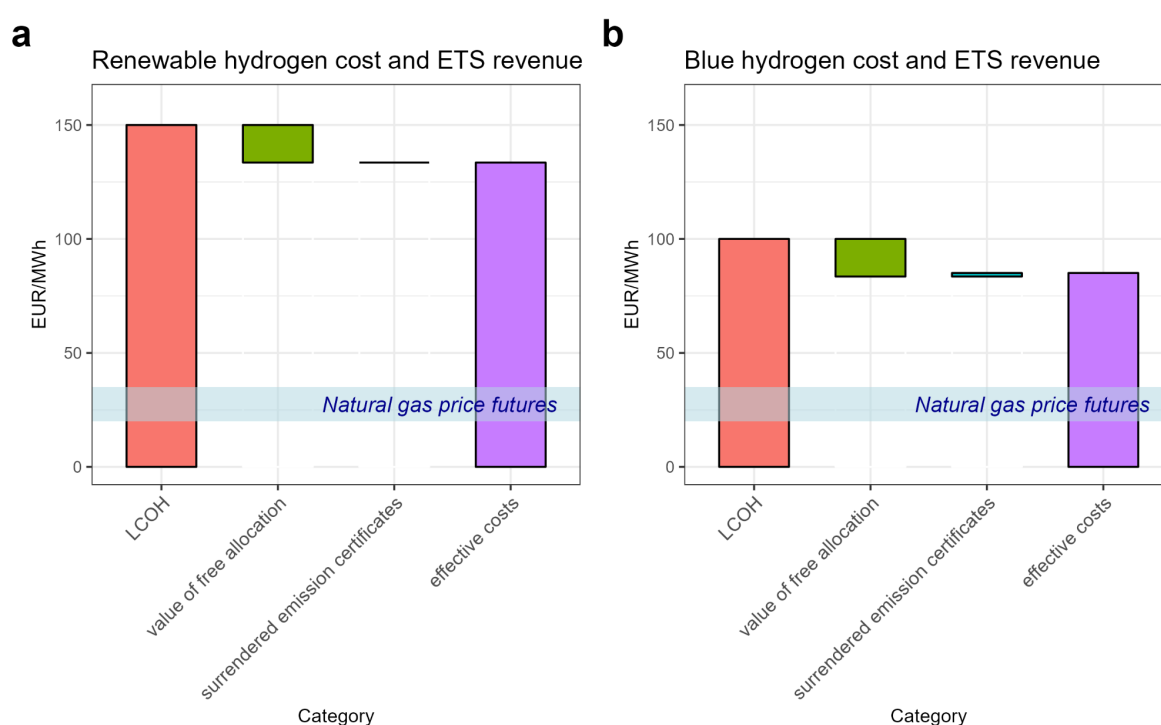 a
Renewable hydrogen cost and ETS revenue
EUR/MWh
150
100
50
0
Natural gas price futures
LCOH
value of free allocation
surrendered emission certificates
effective costs
Category
b
Blue hydrogen cost and ETS revenue
EUR/MWh
150
100
50
0
Natural gas price futures
LCOH
value of free allocation
surrendered emission certificates
effective costs
Category